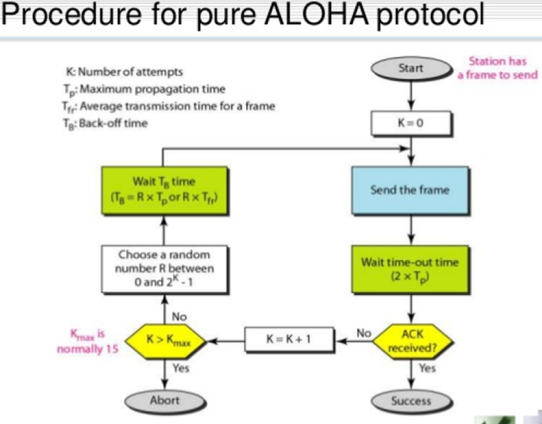 Procedure for pure ALOHA protocol
K: Number of attempts
Tp: Maximum propagation time
Tfr: Average transmission time for a frame
TB: Back-off time
Start
Station has
a frame to send
K = 0
Wait TB time
(TB = R × Tp or R × Tfr)
Send the frame
Choose a random
number R between
0 and 2^K - 1
Wait time-out time
(2 × Tp)
No
Kmax is
normally 15
K > Kmax
K = K + 1
No
ACK
received?
Yes
Yes
Abort
Success